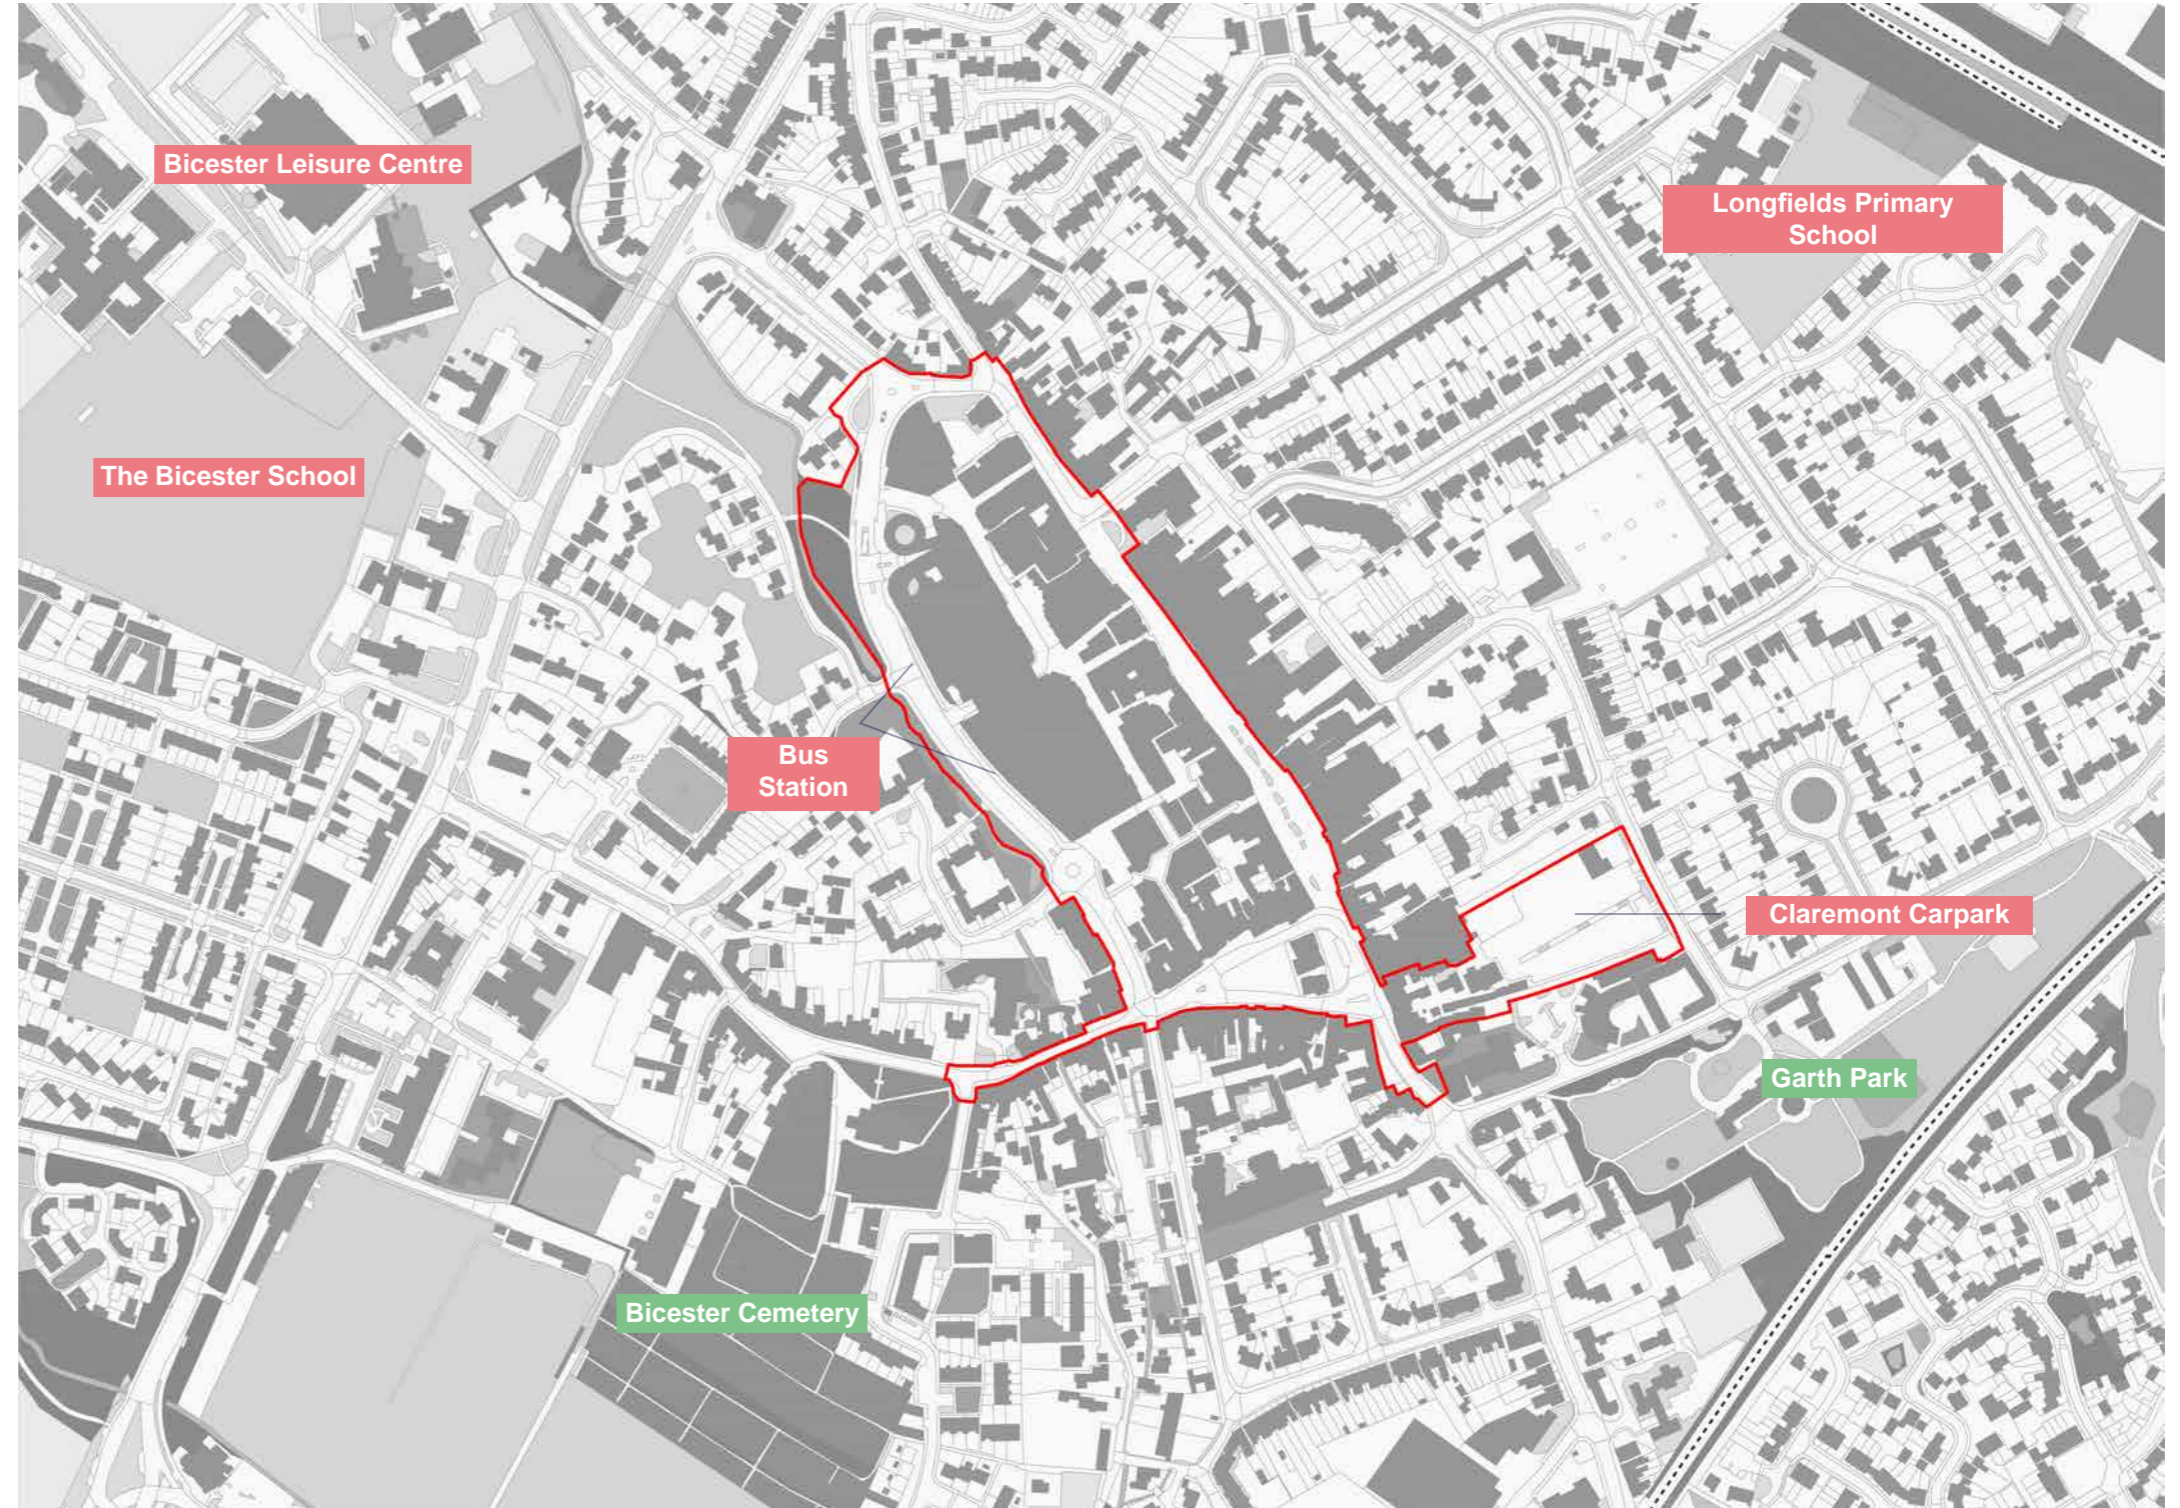 Bicester Leisure Centre
Longfields Primary
School
The Bicester School
Bus
Station
Claremont Carpark
Garth Park
Bicester Cemetery